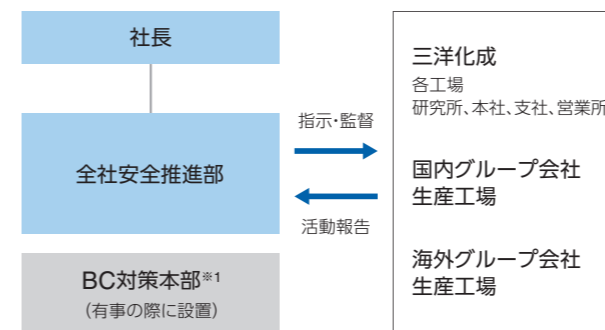 社長
全社安全推進部
BC対策本部※1
(有事の際に設置)
指示・監督
活動報告
三洋化成
各工場
研究所、本社、支社、営業所
国内グループ会社
生産工場
海外グループ会社
生産工場